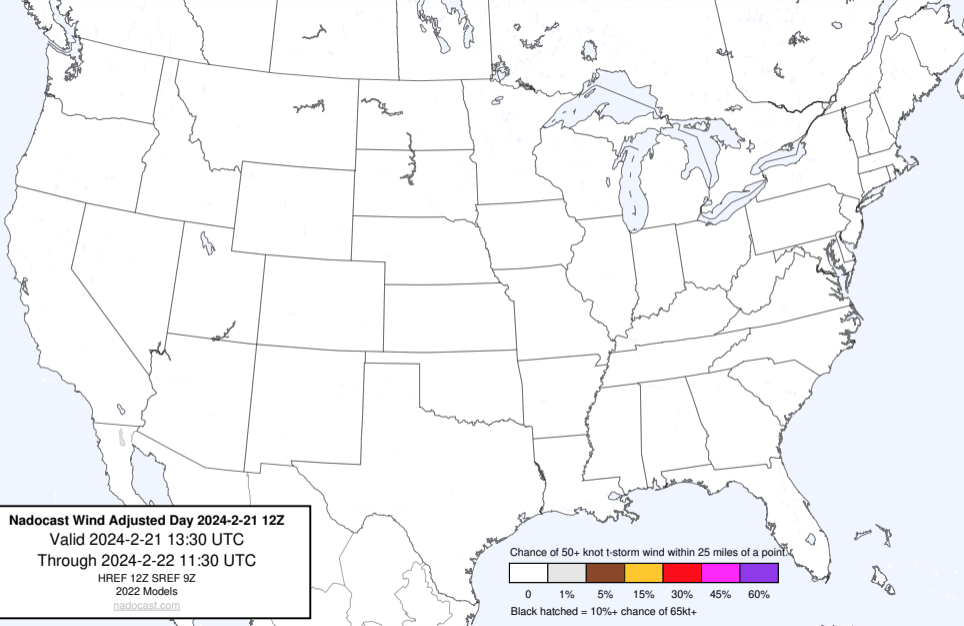 Nadocast Wind Adjusted Day 2024-2-21 12Z
Valid 2024-2-21 13:30 UTC
Through 2024-2-22 11:30 UTC
HREF 12Z SREF 9Z
2022 Models
nadocast.com
Chance of 50+ knot t-storm wind within 25 miles of a point.
0 1% 5% 15% 30% 45% 60%
Black hatched = 10%+ chance of 65kt+